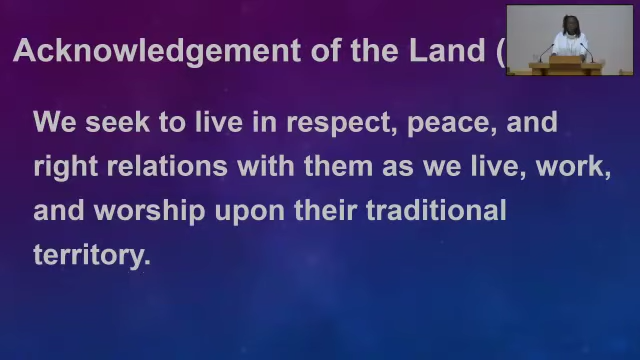 Acknowledgement of the Land (
We seek to live in respect, peace, and
right relations with them as we live, work,
and worship upon their traditional
territory.